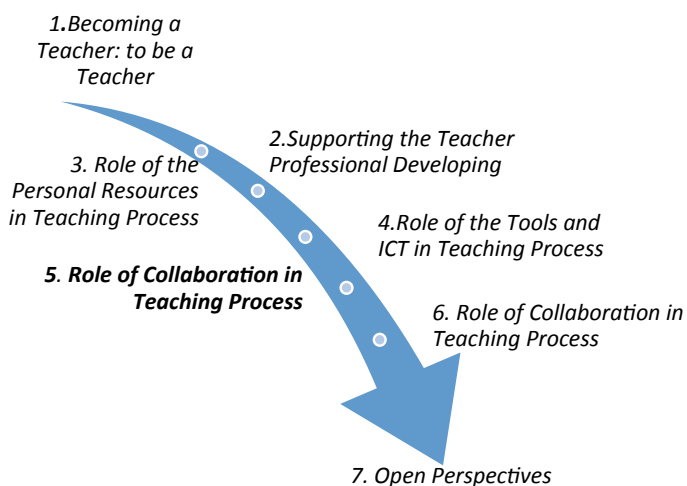 1.Becoming a
Teacher: to be a
Teacher
2.Supporting the Teacher
Professional Developing
3. Role of the
Personal Resources
in Teaching Process
4.Role of the Tools and
ICT in Teaching Process
5. Role of Collaboration in
Teaching Process
6. Role of Collaboration in
Teaching Process
7. Open Perspectives